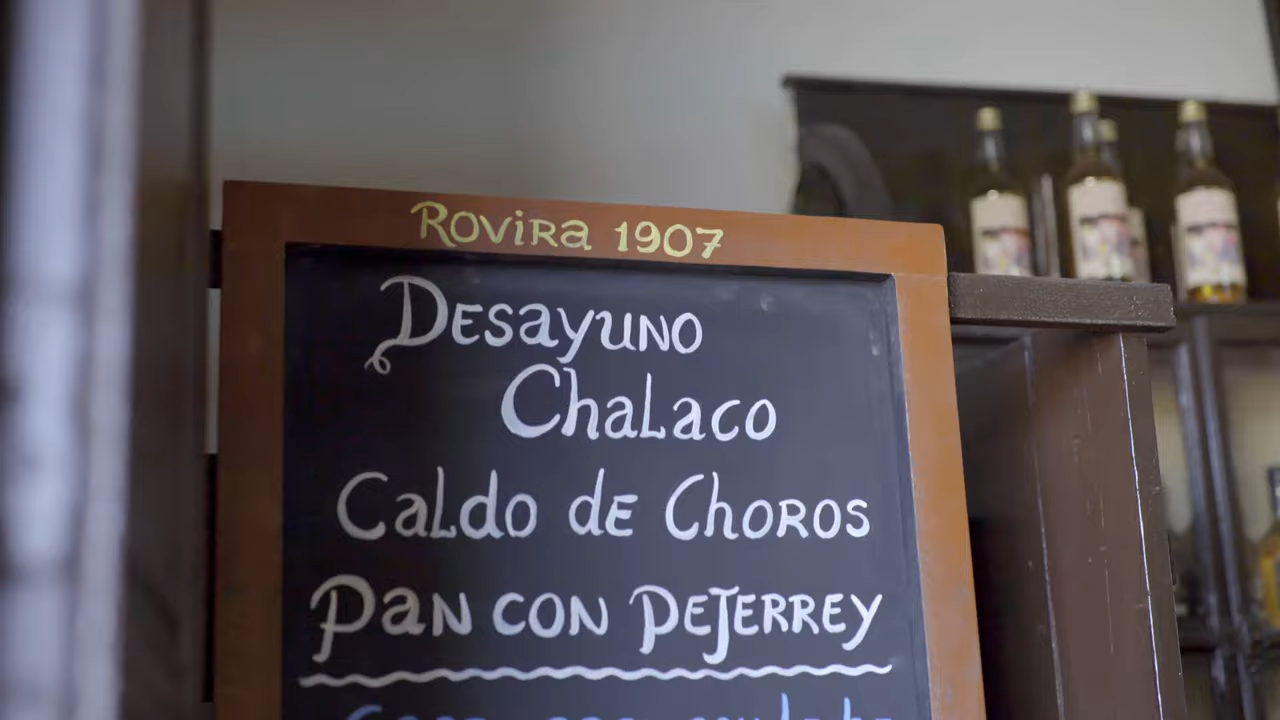 Rovira 1907
Desayuno
Chalaco
Caldo de Choros
Pan con Pejerrey